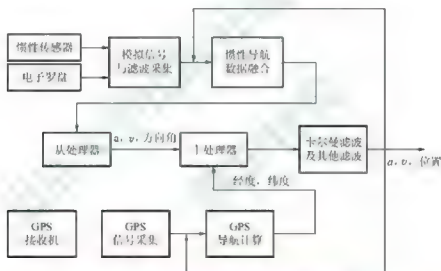 惯性传感器
电子罗盘
模拟信号
与滤波采集
惯性导航
数据融合
从处理器
a，v，方向角
主处理器
卡尔曼滤波
及其他滤波
a，v，位置
经度，纬度
GPS
接收机
GPS
信号采集
GPS
导航计算